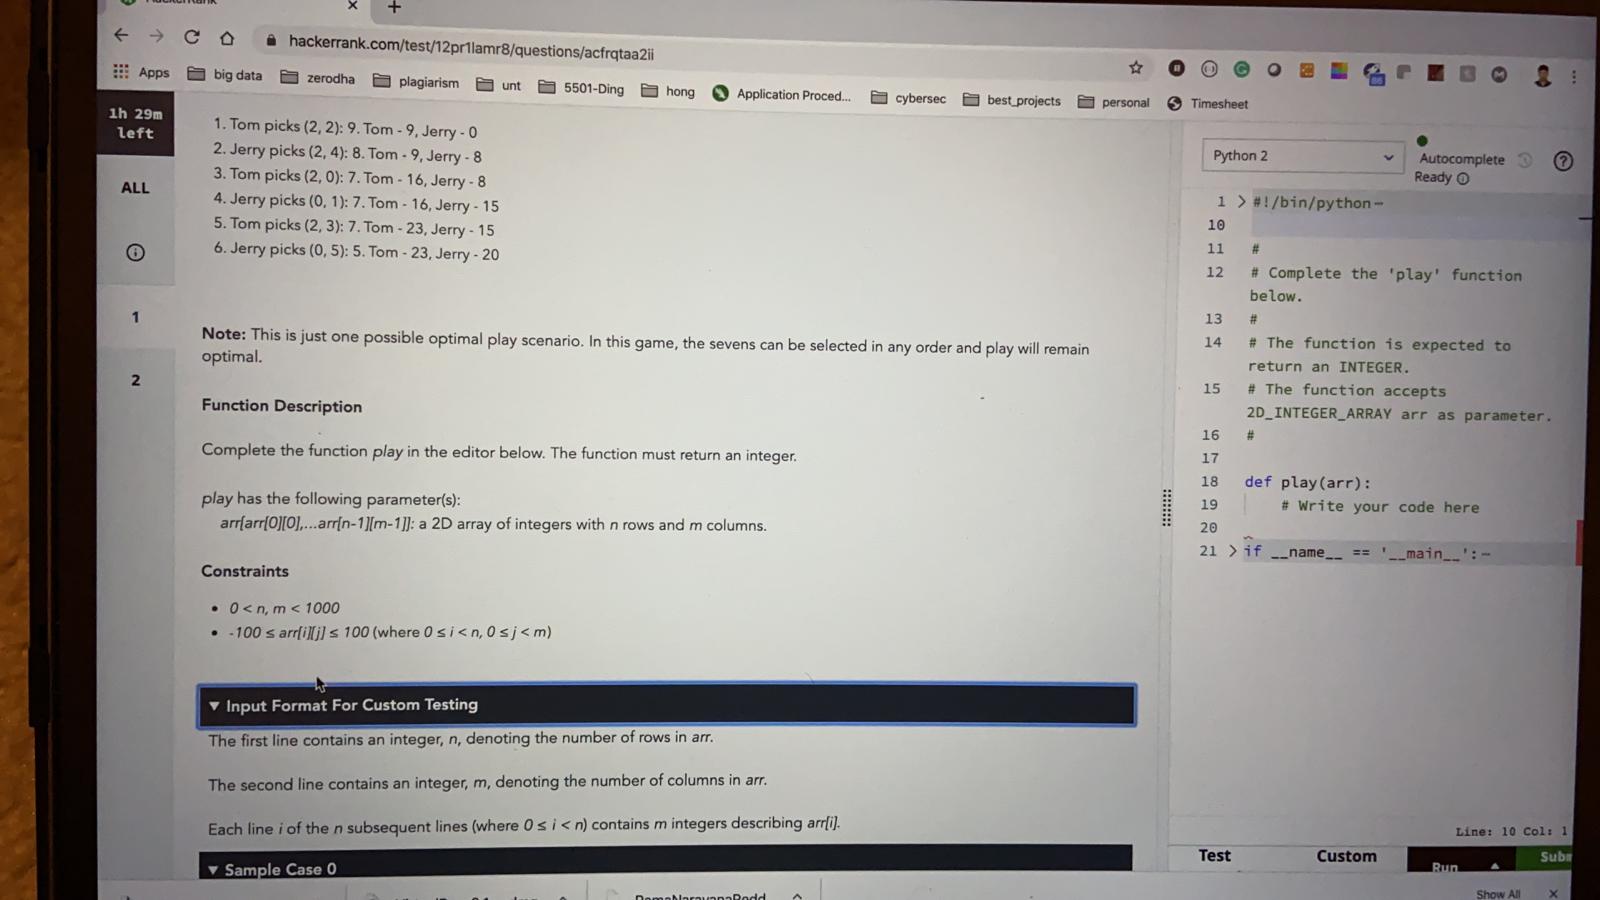 hackerrank.com/test/12pr1lamr8/questions/acfrqtaa2ii
Apps big data zerodha plagiarism unt 5501-Ding hong Application Proced... cybersec best_projects personal Timesheet
1h 29m
left
ALL
1
2
1. Tom picks (2, 2): 9. Tom - 9, Jerry - 0
2. Jerry picks (2, 4): 8. Tom - 9, Jerry - 8
3. Tom picks (2, 0): 7. Tom - 16, Jerry - 8
4. Jerry picks (0, 1): 7. Tom - 16, Jerry - 15
5. Tom picks (2, 3): 7. Tom - 23, Jerry - 15
6. Jerry picks (0, 5): 5. Tom - 23, Jerry - 20
Note: This is just one possible optimal play scenario. In this game, the sevens can be selected in any order and play will remain
optimal.
Function Description
Complete the function play in the editor below. The function must return an integer.
play has the following parameter(s):
arr[arr[0][0],...arr[n-1][m-1]]: a 2D array of integers with n rows and m columns.
Constraints
• 0 < n, m < 1000
• -100 ≤ arr[i][j] ≤ 100 (where 0 ≤ i < n, 0 ≤ j < m)
▼ Input Format For Custom Testing
The first line contains an integer, n, denoting the number of rows in arr.
The second line contains an integer, m, denoting the number of columns in arr.
Each line i of the n subsequent lines (where 0 ≤ i < n) contains m integers describing arr[i].
▼ Sample Case 0
Python 2
Autocomplete
Ready
1 #!/bin/python
10
11 #
12 # Complete the 'play' function
below.
13 #
14 # The function is expected to
return an INTEGER.
15 # The function accepts
2D_INTEGER_ARRAY arr as parameter.
16 #
17
18 def play(arr):
19 # Write your code here
20
21 if __name__ == '__main__':
Line: 10 Col: 1
Test Custom Run
Show All